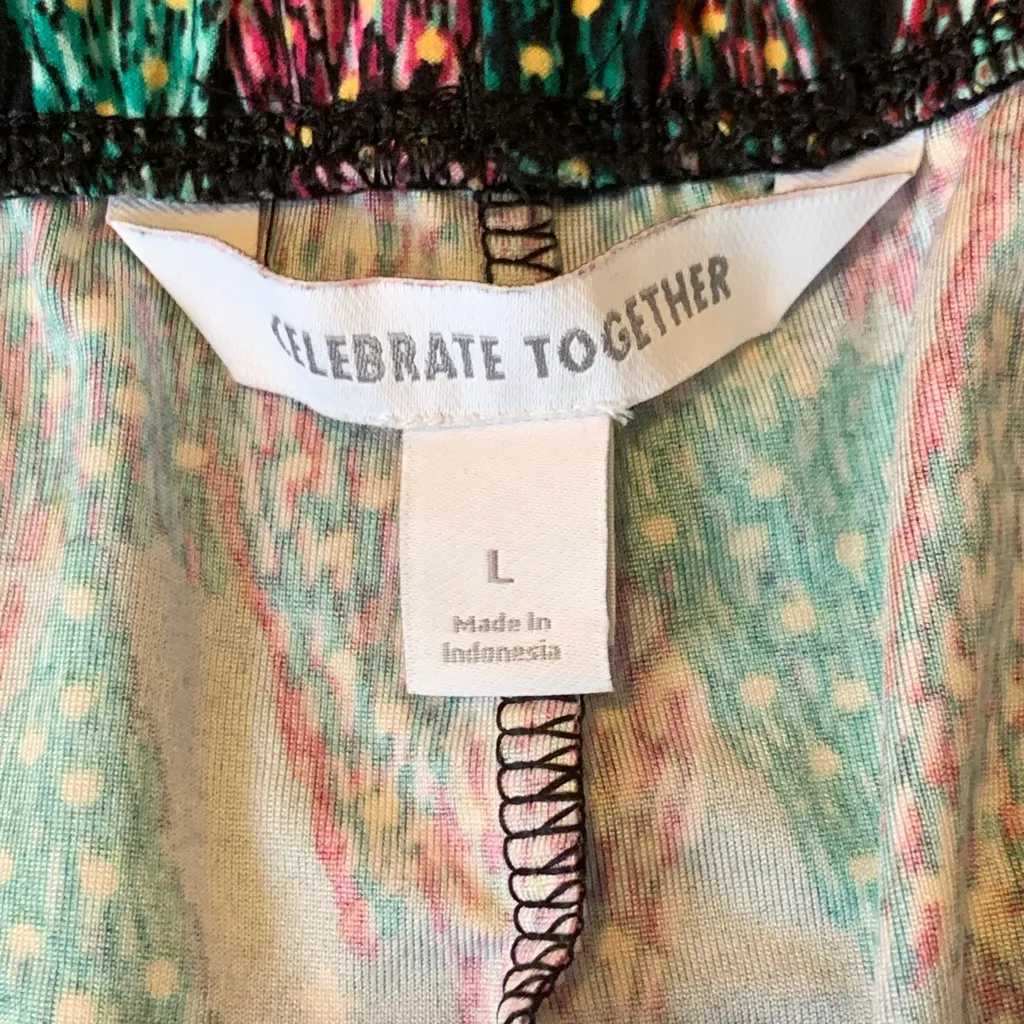 CELEBRATE TOGETHER
L
Made in
Indonesia